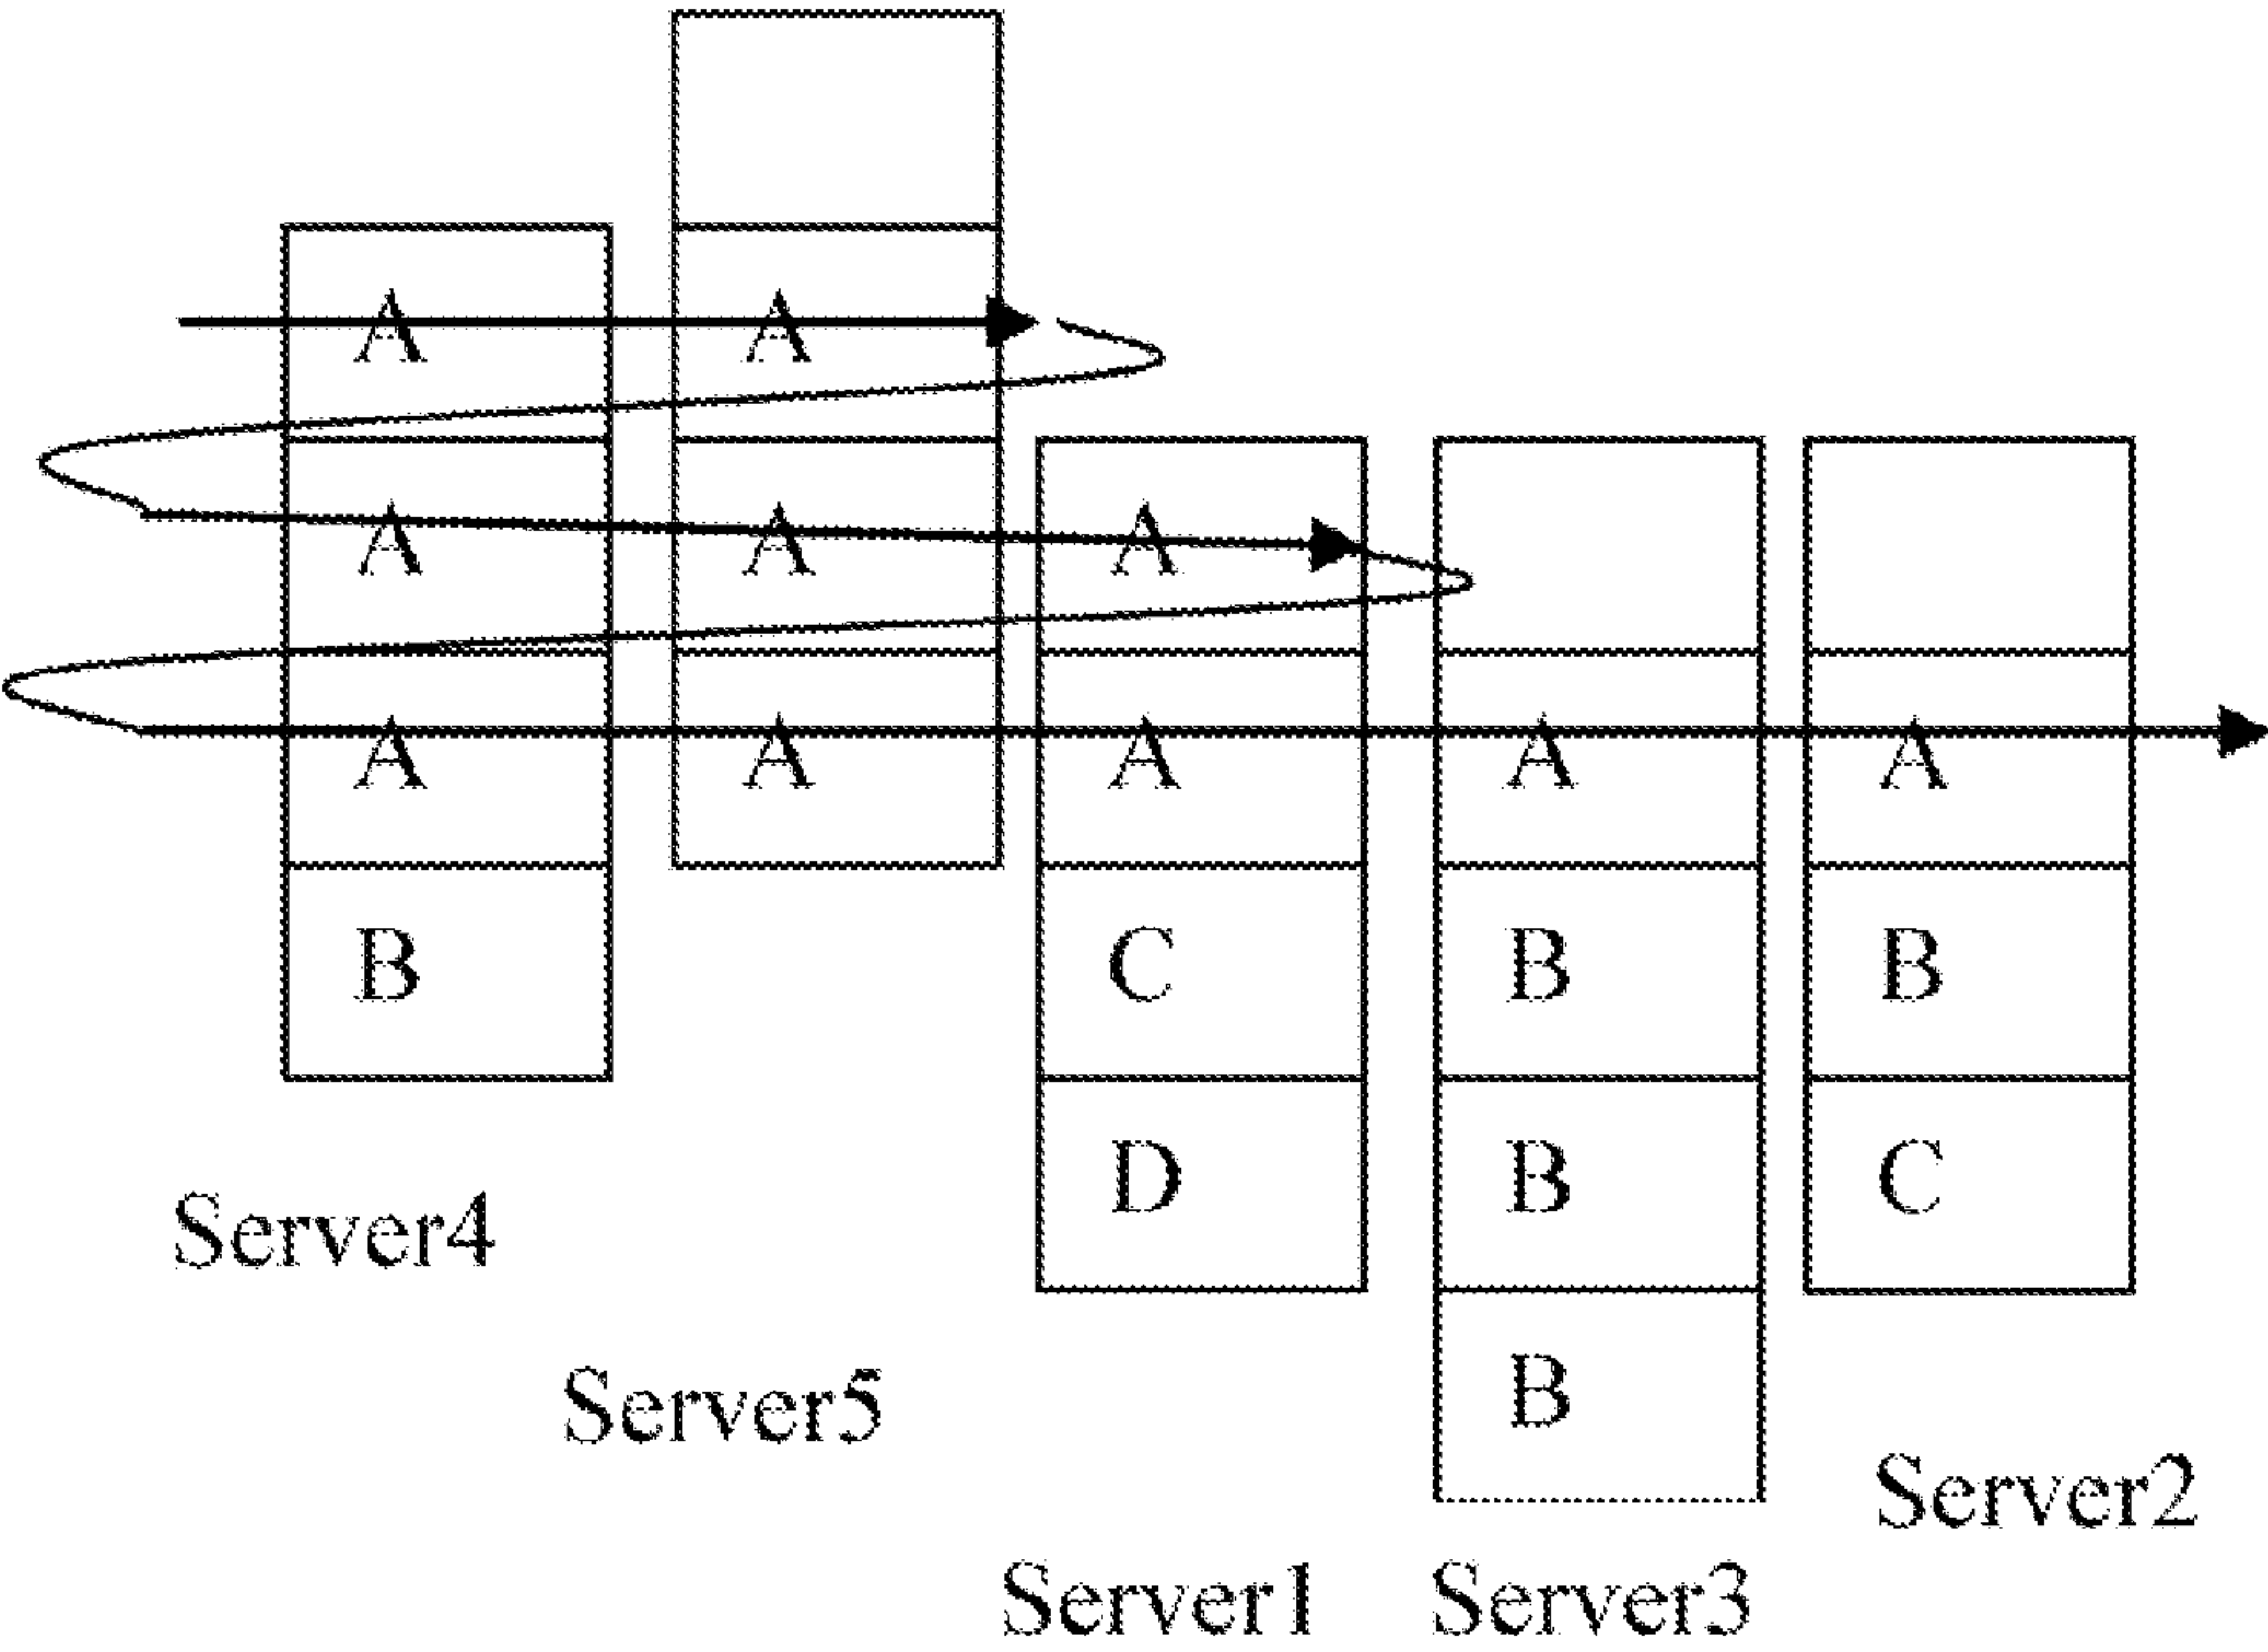 A A
A A A
A A A A A
B C B B
D B C
B
Server4
Server5
Server2
Server1 Server3